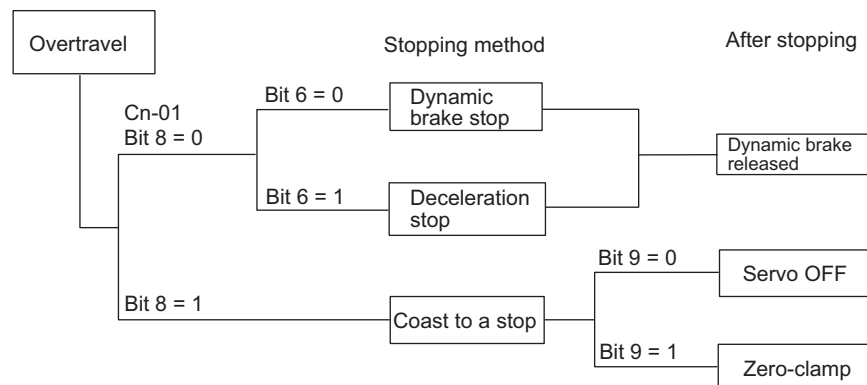 Overtravel
Stopping method
After stopping
Cn-01
Bit 8 = 0
Bit 6 = 0
Dynamic
brake stop
Dynamic brake
released
Bit 6 = 1
Deceleration
stop
Bit 8 = 1
Coast to a stop
Bit 9 = 0
Servo OFF
Bit 9 = 1
Zero-clamp